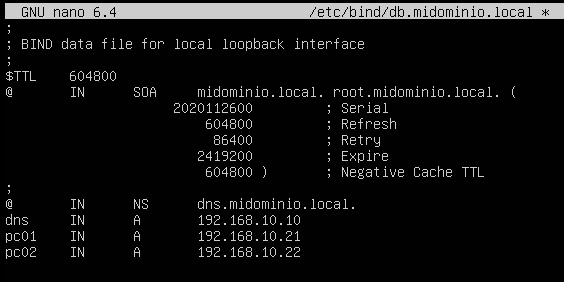 GNU nano 6.4 /etc/bind/db.midominio.local *
;
; BIND data file for local loopback interface
;
$TTL 604800
@ IN SOA midominio.local. root.midominio.local. (
2020112600 ; Serial
604800 ; Refresh
86400 ; Retry
2419200 ; Expire
604800 ) ; Negative Cache TTL
;
@ IN NS dns.midominio.local.
dns IN A 192.168.10.10
pc01 IN A 192.168.10.21
pc02 IN A 192.168.10.22